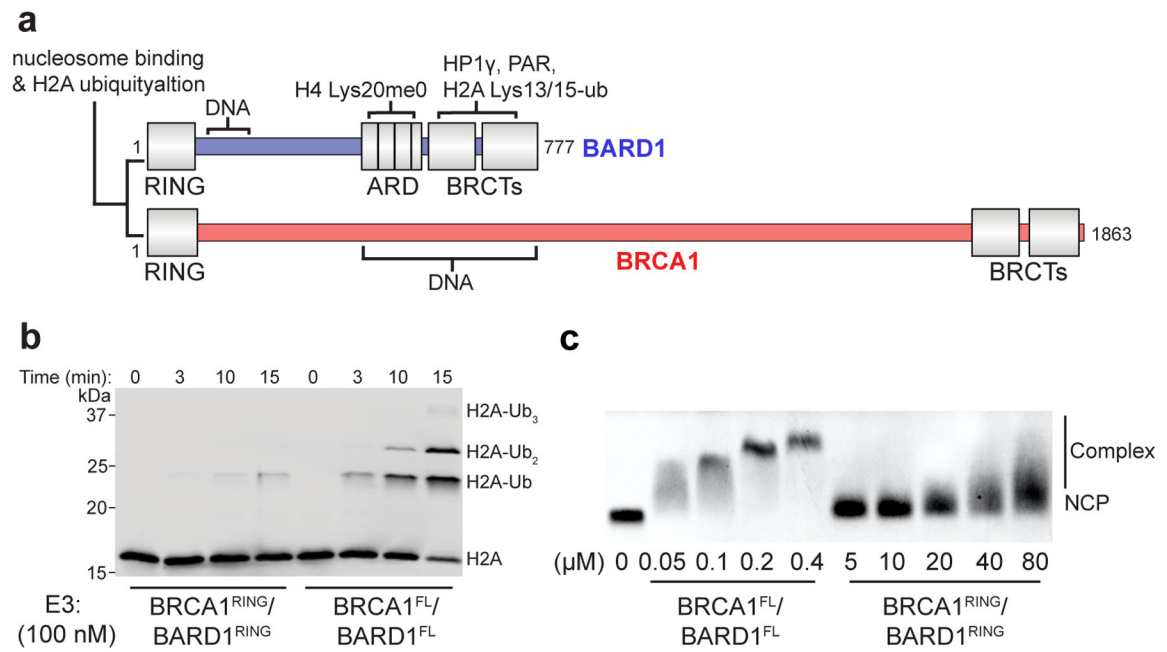 a
nucleosome binding
& H2A ubiquityaltion
HP1γ, PAR,
H4 Lys20me0 H2A Lys13/15-ub
DNA
1 777 BARD1
RING ARD BRCTs
1 1863
RING BRCA1 BRCTs
DNA
b
Time (min): 0 3 10 15 0 3 10 15
kDa
37-
H2A-Ub₃
H2A-Ub₂
25-
H2A-Ub
20-
H2A
15-
E3:
(100 nM)
BRCA1ᴿᴵᴺᴳ/
BARD1ᴿᴵᴺᴳ
BRCA1ᶠᴸ/
BARD1ᶠᴸ
c
Complex
NCP
(µM) 0 0.05 0.1 0.2 0.4 5 10 20 40 80
BRCA1ᶠᴸ/
BARD1ᶠᴸ
BRCA1ᴿᴵᴺᴳ/
BARD1ᴿᴵᴺᴳ